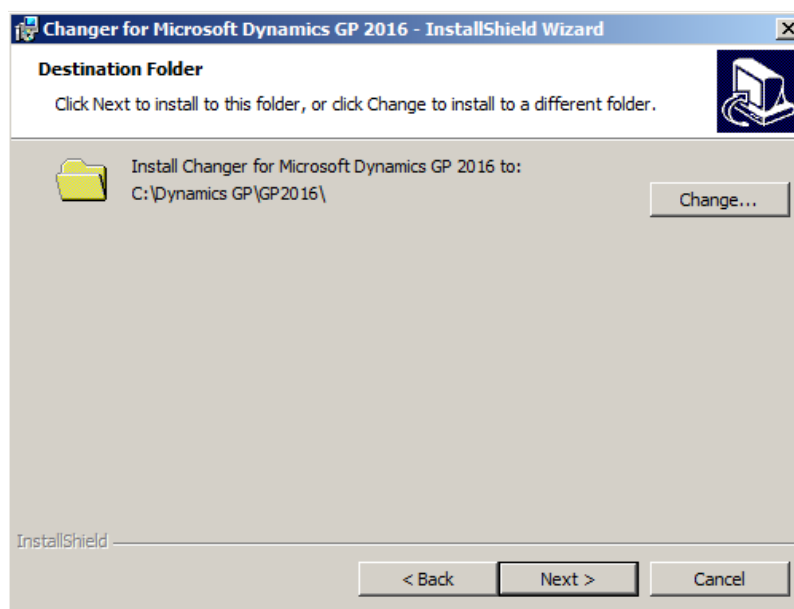 Changer for Microsoft Dynamics GP 2016 - InstallShield Wizard
Destination Folder
Click Next to install to this folder, or click Change to install to a different folder.
Install Changer for Microsoft Dynamics GP 2016 to:
C:\Dynamics GP\GP2016\
Change...
InstallShield
< Back
Next >
Cancel